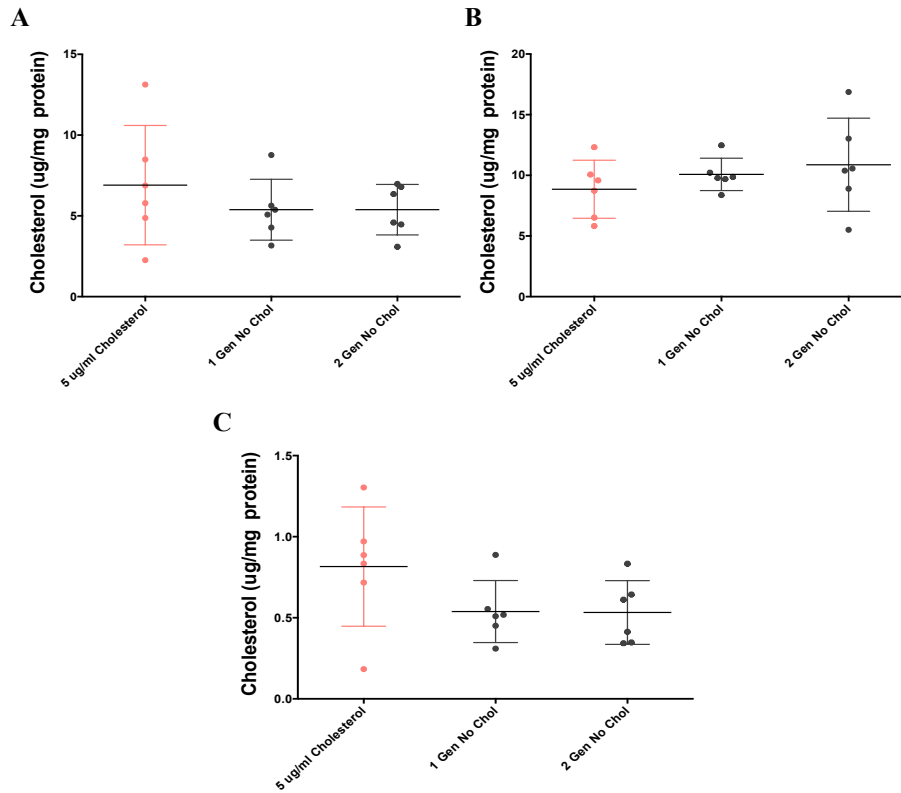 A
Cholesterol (ug/mg protein)
15
10
5
0
5 ug/ml Cholesterol
1 Gen No Chol
2 Gen No Chol
B
Cholesterol (ug/mg protein)
20
15
10
5
0
5 ug/ml Cholesterol
1 Gen No Chol
2 Gen No Chol
C
Cholesterol (ug/mg protein)
1.5
1.0
0.5
0.0
5 ug/ml Cholesterol
1 Gen No Chol
2 Gen No Chol